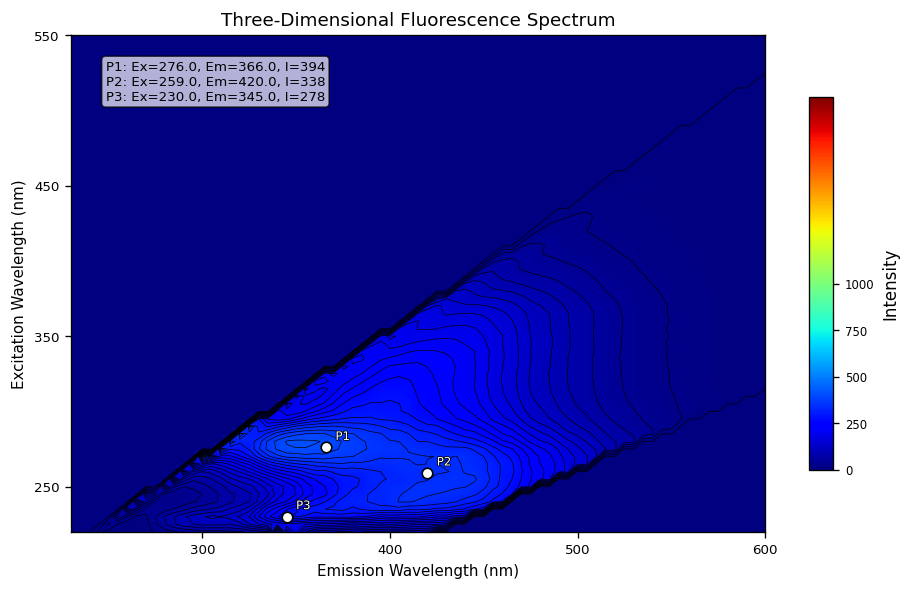 Three-Dimensional Fluorescence Spectrum
550
450
350
250
Excitation Wavelength (nm)
P1: Ex=276.0, Em=366.0, I=394
P2: Ex=259.0, Em=420.0, I=338
P3: Ex=230.0, Em=345.0, I=278
P1
P2
P3
300
400
500
600
Emission Wavelength (nm)
1000
750
500
250
0
Intensity